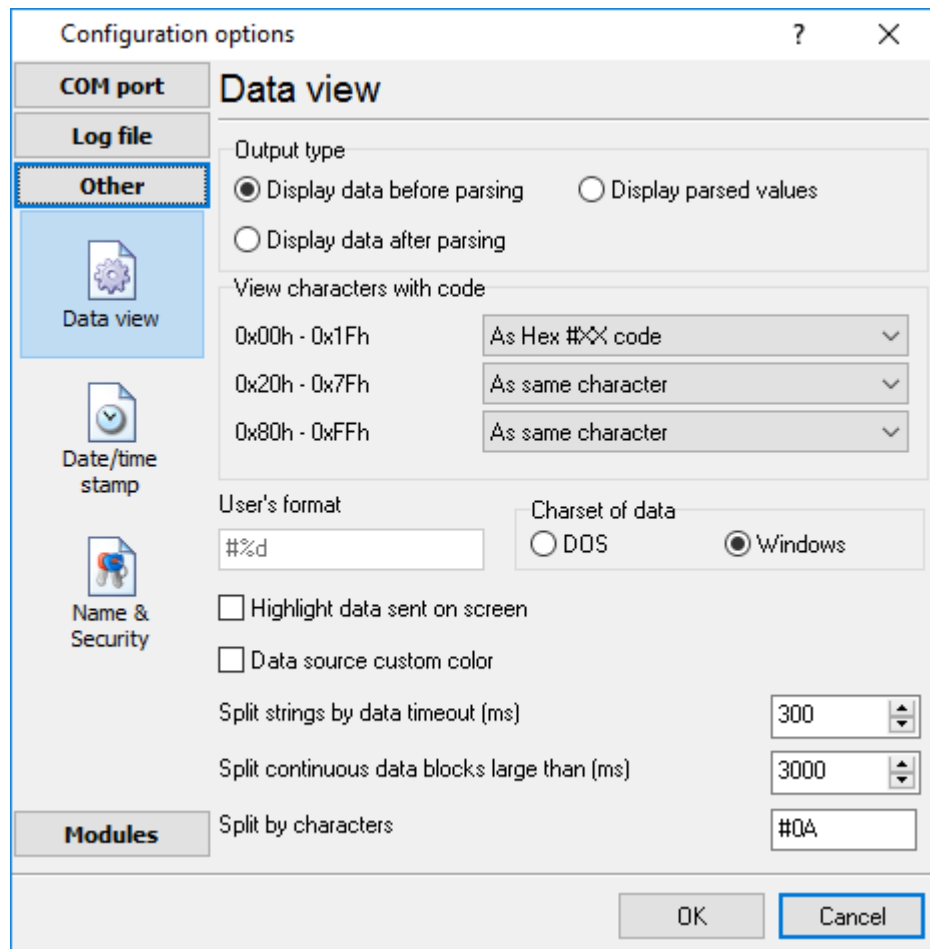 Configuration options
?
COM port
Data view
Log file
Output type
Other
Display data before parsing
Display parsed values
Display data after parsing
View characters with code
Data view
0x00h - 0x1Fh
As Hex #XX code
0x20h - 0x7Fh
As same character
0x80h - 0xFFh
As same character
Date/time
stamp
User's format
#%d
Charset of data
DOS
Windows
Name &
Security
Highlight data sent on screen
Data source custom color
Split strings by data timeout (ms)
300
Split continuous data blocks large than (ms)
3000
Modules
Split by characters
#0A
OK
Cancel